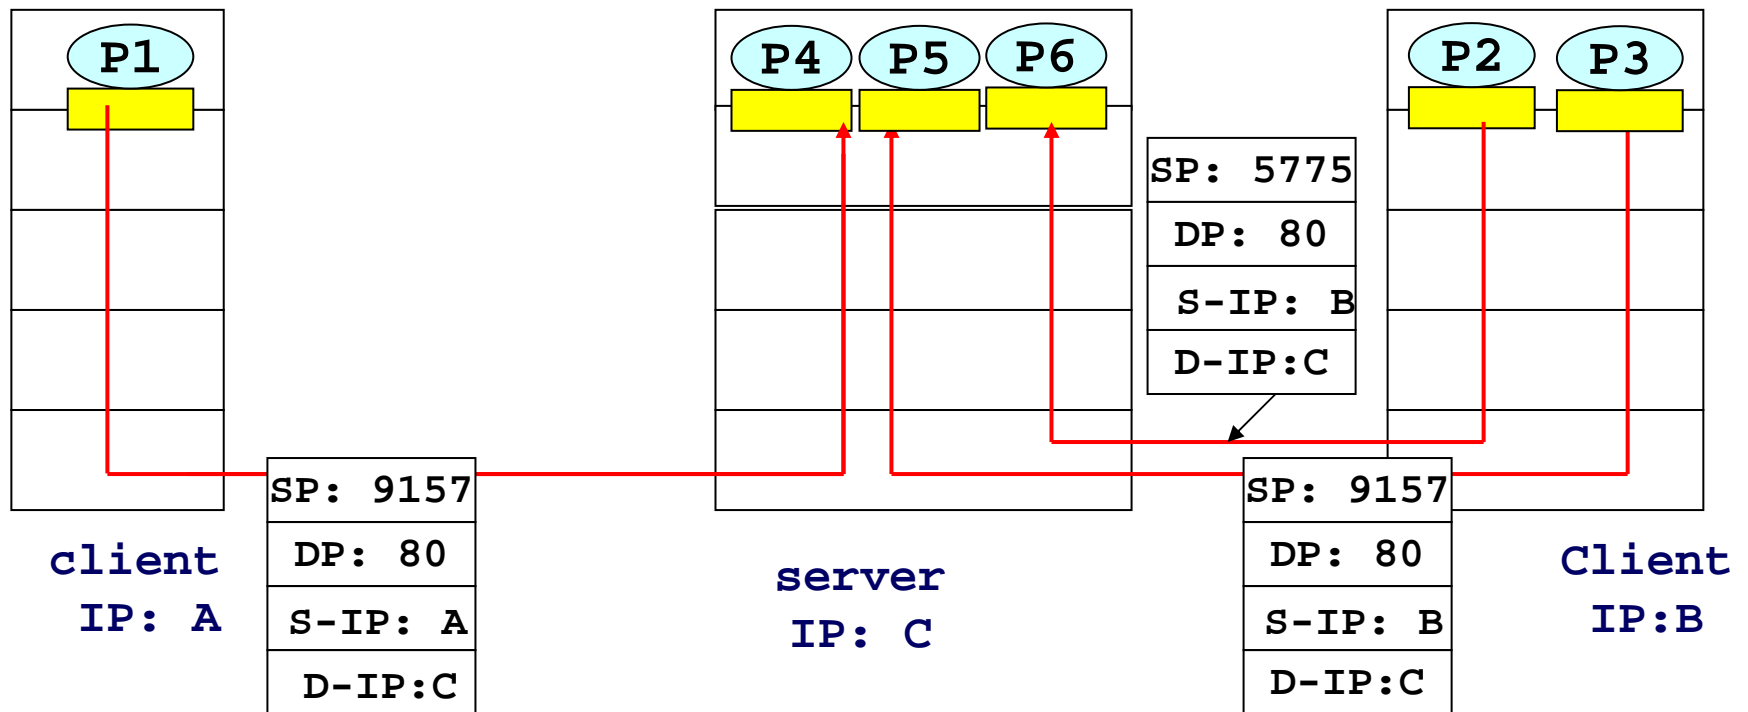 P1
P4
P5
P6
P2
P3
SP: 5775
DP: 80
S-IP: B
D-IP:C
SP: 9157
DP: 80
S-IP: A
D-IP:C
SP: 9157
DP: 80
S-IP: B
D-IP:C
client
IP: A
server
IP: C
Client
IP:B